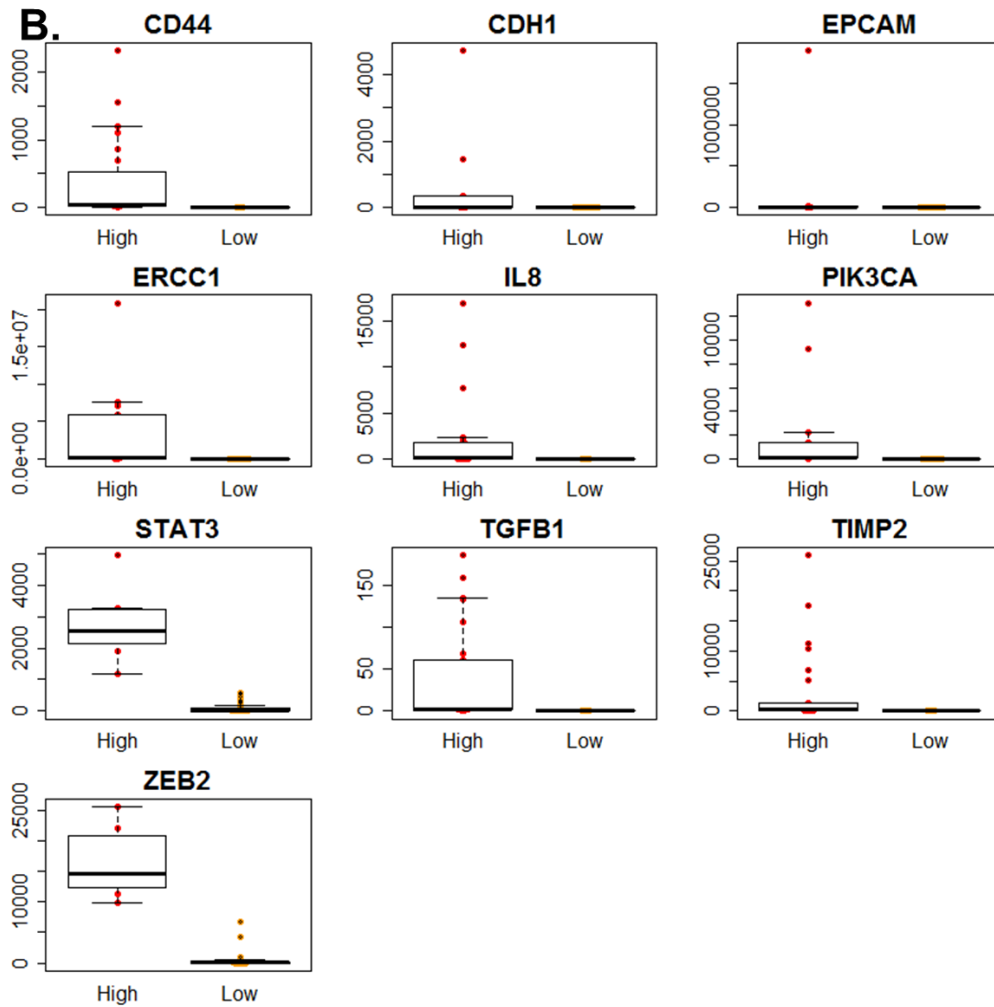 B.
CD44 CDH1 EPCAM
2000 1000 0
4000 2000 0
1000000 0
High Low High Low High Low
ERCC1 IL8 PIK3CA
1.5e+07 0.0e+00
15000 5000 0
10000 4000 0
High Low High Low High Low
STAT3 TGFB1 TIMP2
4000 2000 0
150 50 0
25000 10000 0
High Low High Low High Low
ZEB2
25000 10000 0
High Low